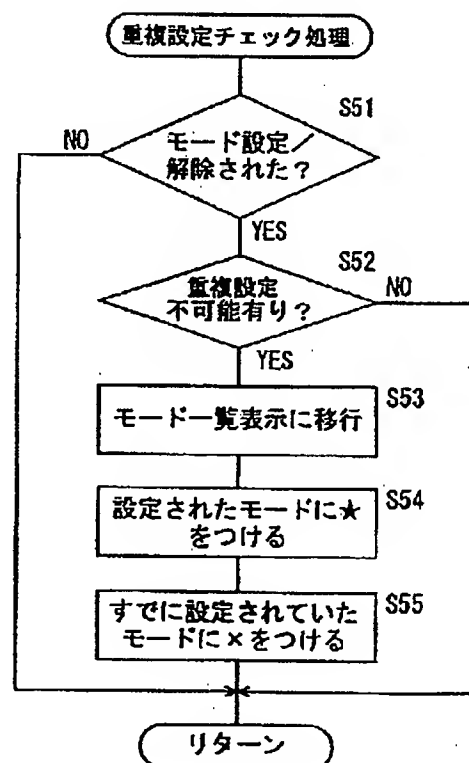 重複設定チェック処理
S51
NO
モード設定／
解除された？
YES
S52
重複設定
不可能有り？
NO
YES
S53
モード一覧表示に移行
S54
設定されたモードに★
をつける
S55
すでに設定されていた
モードに×をつける
リターン